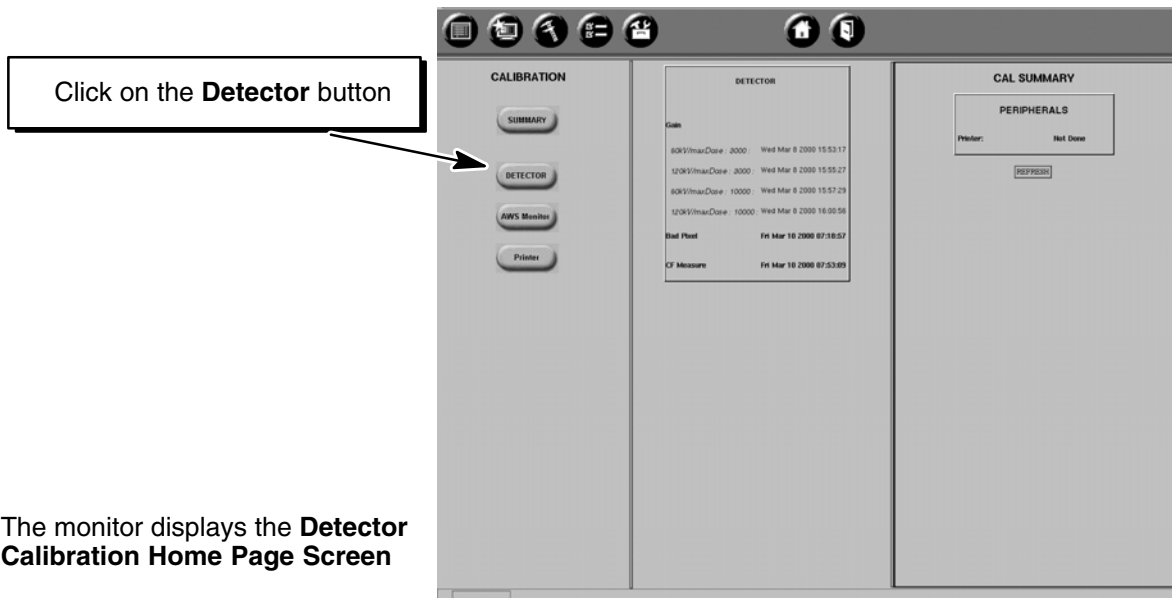 Click on the Detector button
The monitor displays the Detector
Calibration Home Page Screen
CALIBRATION
SUMMARY
DETECTOR
AWS Monitor
Printer
DETECTOR
Gain
60kV/maxDose : 3000 : Wed Mar 8 2000 15:53:17
120kV/maxDose : 3000 : Wed Mar 8 2000 15:55:27
60kV/maxDose : 10000 : Wed Mar 8 2000 15:57:29
120kV/maxDose : 10000 : Wed Mar 8 2000 16:00:56
Bad Pixel Fri Mar 10 2000 07:18:57
CF Measure Fri Mar 10 2000 07:53:09
CAL SUMMARY
PERIPHERALS
Printer: Not Done
REFRESH